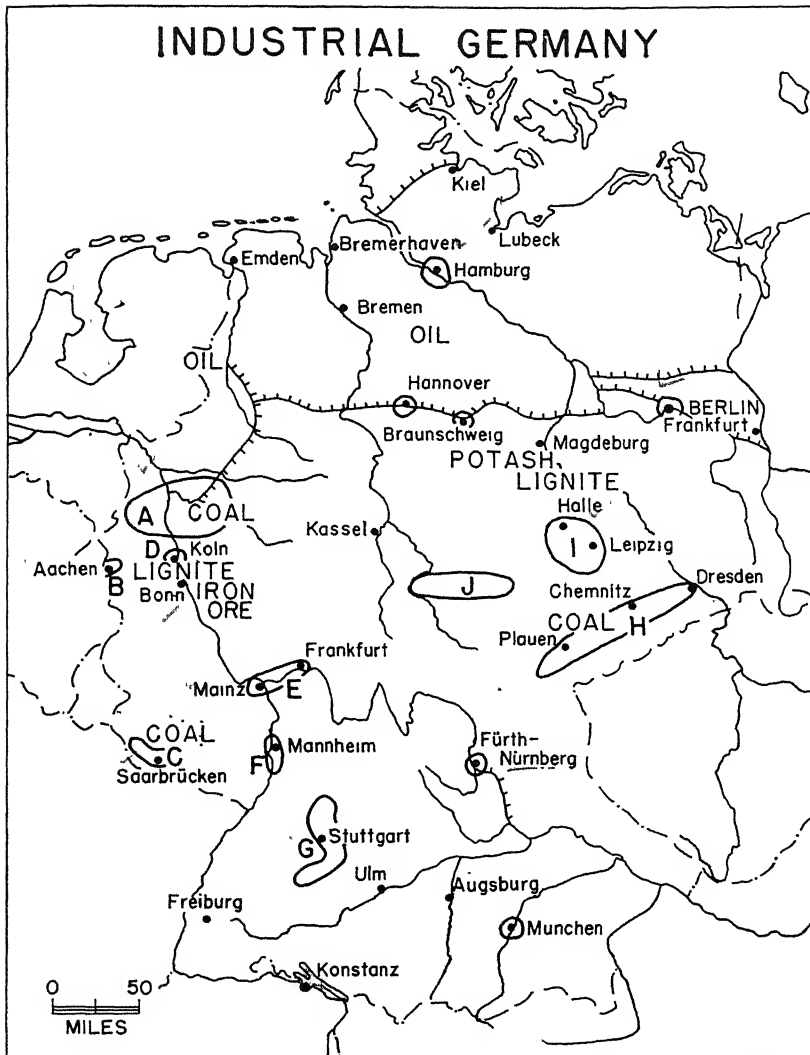 INDUSTRIAL GERMANY
Kiel
Lubeck
Bremerhaven
Emden
Hamburg
Bremen
OIL
OIL
Hannover
BERLIN
Braunschweig
Frankfurt
Magdeburg
POTASH
LIGNITE
Halle
A
COAL
Kassel
I
D
Koln
Leipzig
Aachen
B
LIGNITE
J
Dresden
Bonn
IRON
ORE
Chemnitz
COAL
H
Plauen
Frankfurt
Mainz
E
COAL
C
Saarbrücken
Mannheim
F
Fürth-
Nürnberg
Stuttgart
G
Ulm
Augsburg
Freiburg
Munchen
Konstanz
0 50
MILES